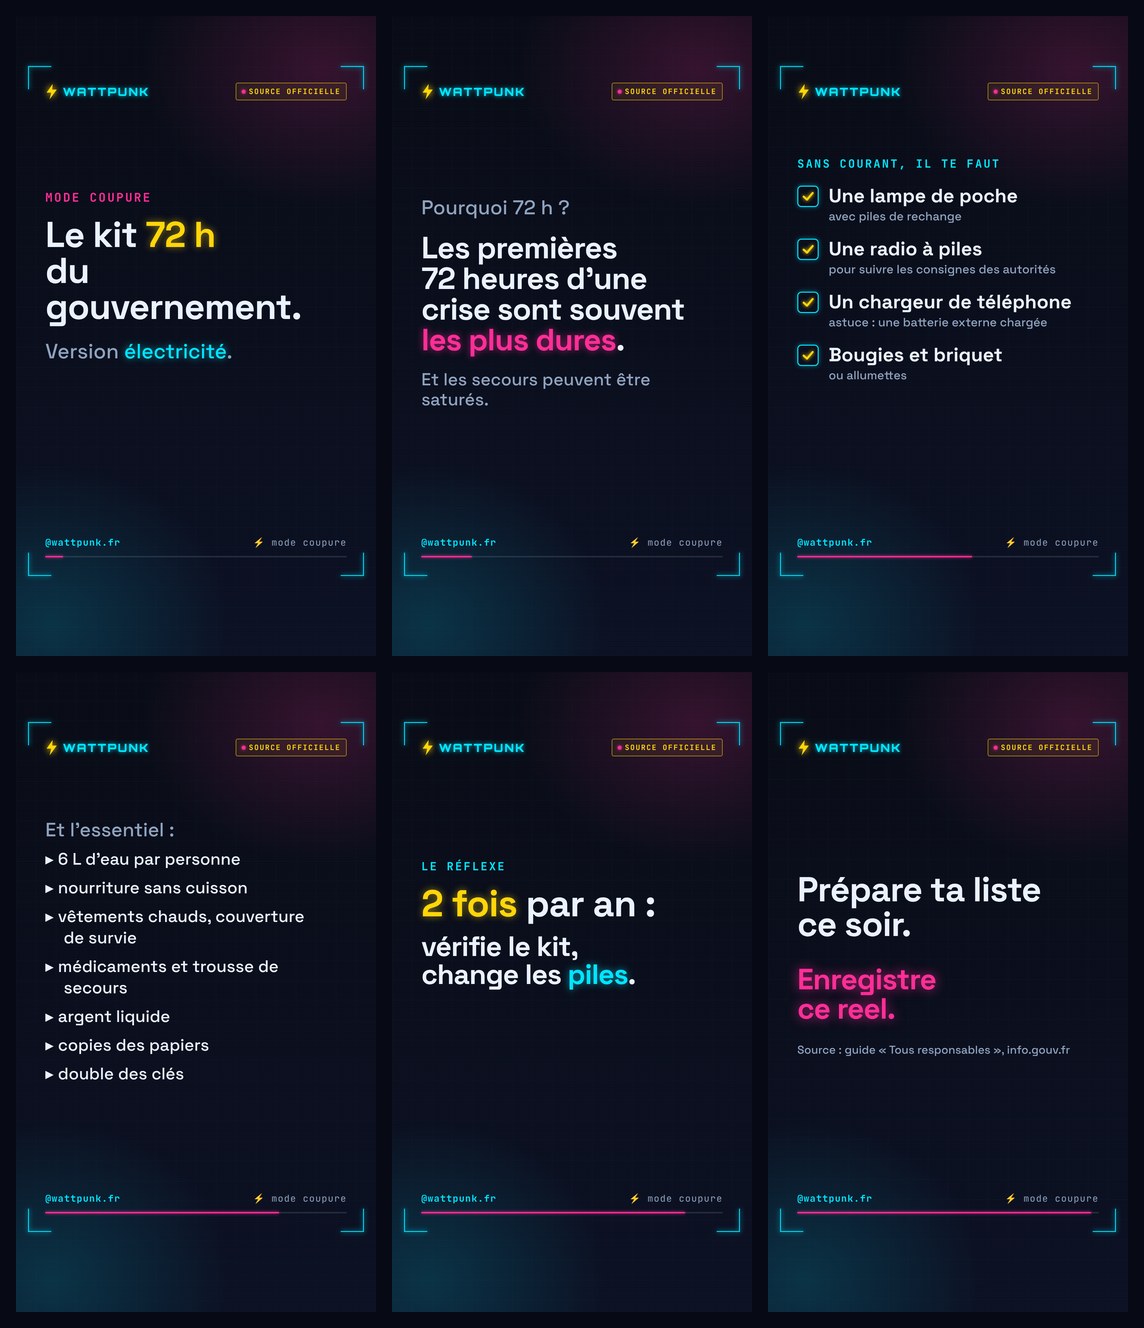 WATTPUNK
SOURCE OFFICIELLE
MODE COUPURE
Le kit 72 h
du
gouvernement.
Version électricité.
@wattpunk.fr
⚡ mode coupure
WATTPUNK
SOURCE OFFICIELLE
Pourquoi 72 h ?
Les premières
72 heures d’une
crise sont souvent
les plus dures.
Et les secours peuvent être
saturés.
@wattpunk.fr
⚡ mode coupure
WATTPUNK
SOURCE OFFICIELLE
SANS COURANT, IL TE FAUT
Une lampe de poche
avec piles de rechange
Une radio à piles
pour suivre les consignes des autorités
Un chargeur de téléphone
astuce : une batterie externe chargée
Bougies et briquet
ou allumettes
@wattpunk.fr
⚡ mode coupure
WATTPUNK
SOURCE OFFICIELLE
Et l’essentiel :
▸ 6 L d’eau par personne
▸ nourriture sans cuisson
▸ vêtements chauds, couverture
de survie
▸ médicaments et trousse de
secours
▸ argent liquide
▸ copies des papiers
▸ double des clés
@wattpunk.fr
⚡ mode coupure
WATTPUNK
SOURCE OFFICIELLE
LE RÉFLEXE
2 fois par an :
vérifie le kit,
change les piles.
@wattpunk.fr
⚡ mode coupure
WATTPUNK
SOURCE OFFICIELLE
Prépare ta liste
ce soir.
Enregistre
ce reel.
Source : guide « Tous responsables », info.gouv.fr
@wattpunk.fr
⚡ mode coupure